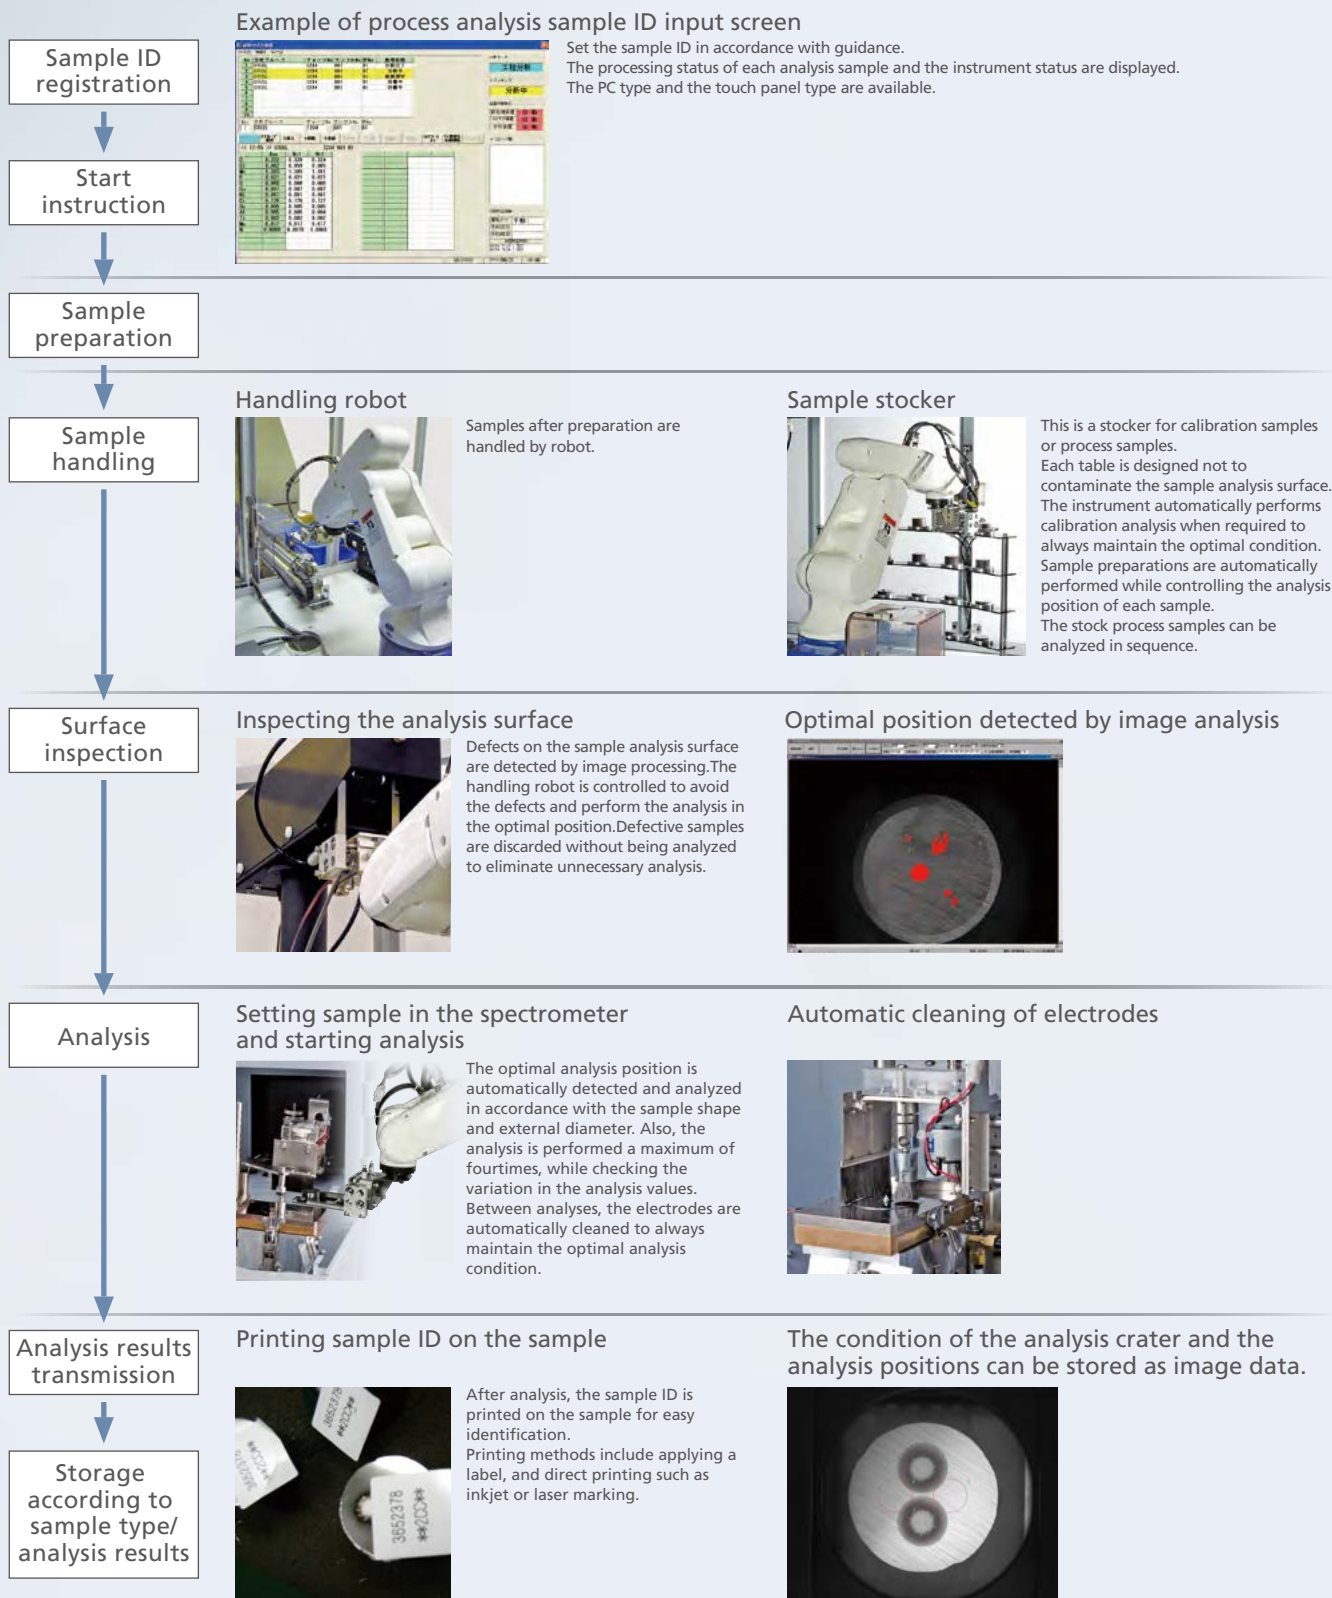 Example of process analysis sample ID input screen
Sample ID
registration
Set the sample ID in accordance with guidance.
The processing status of each analysis sample and the instrument status are displayed.
The PC type and the touch panel type are available.
工程分析
分析中
Start
instruction
Sample
preparation
Sample
handling
Handling robot
Samples after preparation are
handled by robot.
Sample stocker
This is a stocker for calibration samples
or process samples.
Each table is designed not to
contaminate the sample analysis surface.
The instrument automatically performs
calibration analysis when required to
always maintain the optimal condition.
Sample preparations are automatically
performed while controlling the analysis
position of each sample.
The stock process samples can be
analyzed in sequence.
Surface
inspection
Inspecting the analysis surface
Defects on the sample analysis surface
are detected by image processing.The
handling robot is controlled to avoid
the defects and perform the analysis in
the optimal position.Defective samples
are discarded without being analyzed
to eliminate unnecessary analysis.
Optimal position detected by image analysis
Analysis
Setting sample in the spectrometer
and starting analysis
The optimal analysis position is
automatically detected and analyzed
in accordance with the sample shape
and external diameter. Also, the
analysis is performed a maximum of
fourtimes, while checking the
variation in the analysis values.
Between analyses, the electrodes are
automatically cleaned to always
maintain the optimal analysis
condition.
Automatic cleaning of electrodes
Analysis results
transmission
Printing sample ID on the sample
After analysis, the sample ID is
printed on the sample for easy
identification.
Printing methods include applying a
label, and direct printing such as
inkjet or laser marking.
3652378
**2CC**
3652378
**2CC**
3652378
**2CC**
The condition of the analysis crater and the
analysis positions can be stored as image data.
Storage
according to
sample type/
analysis results